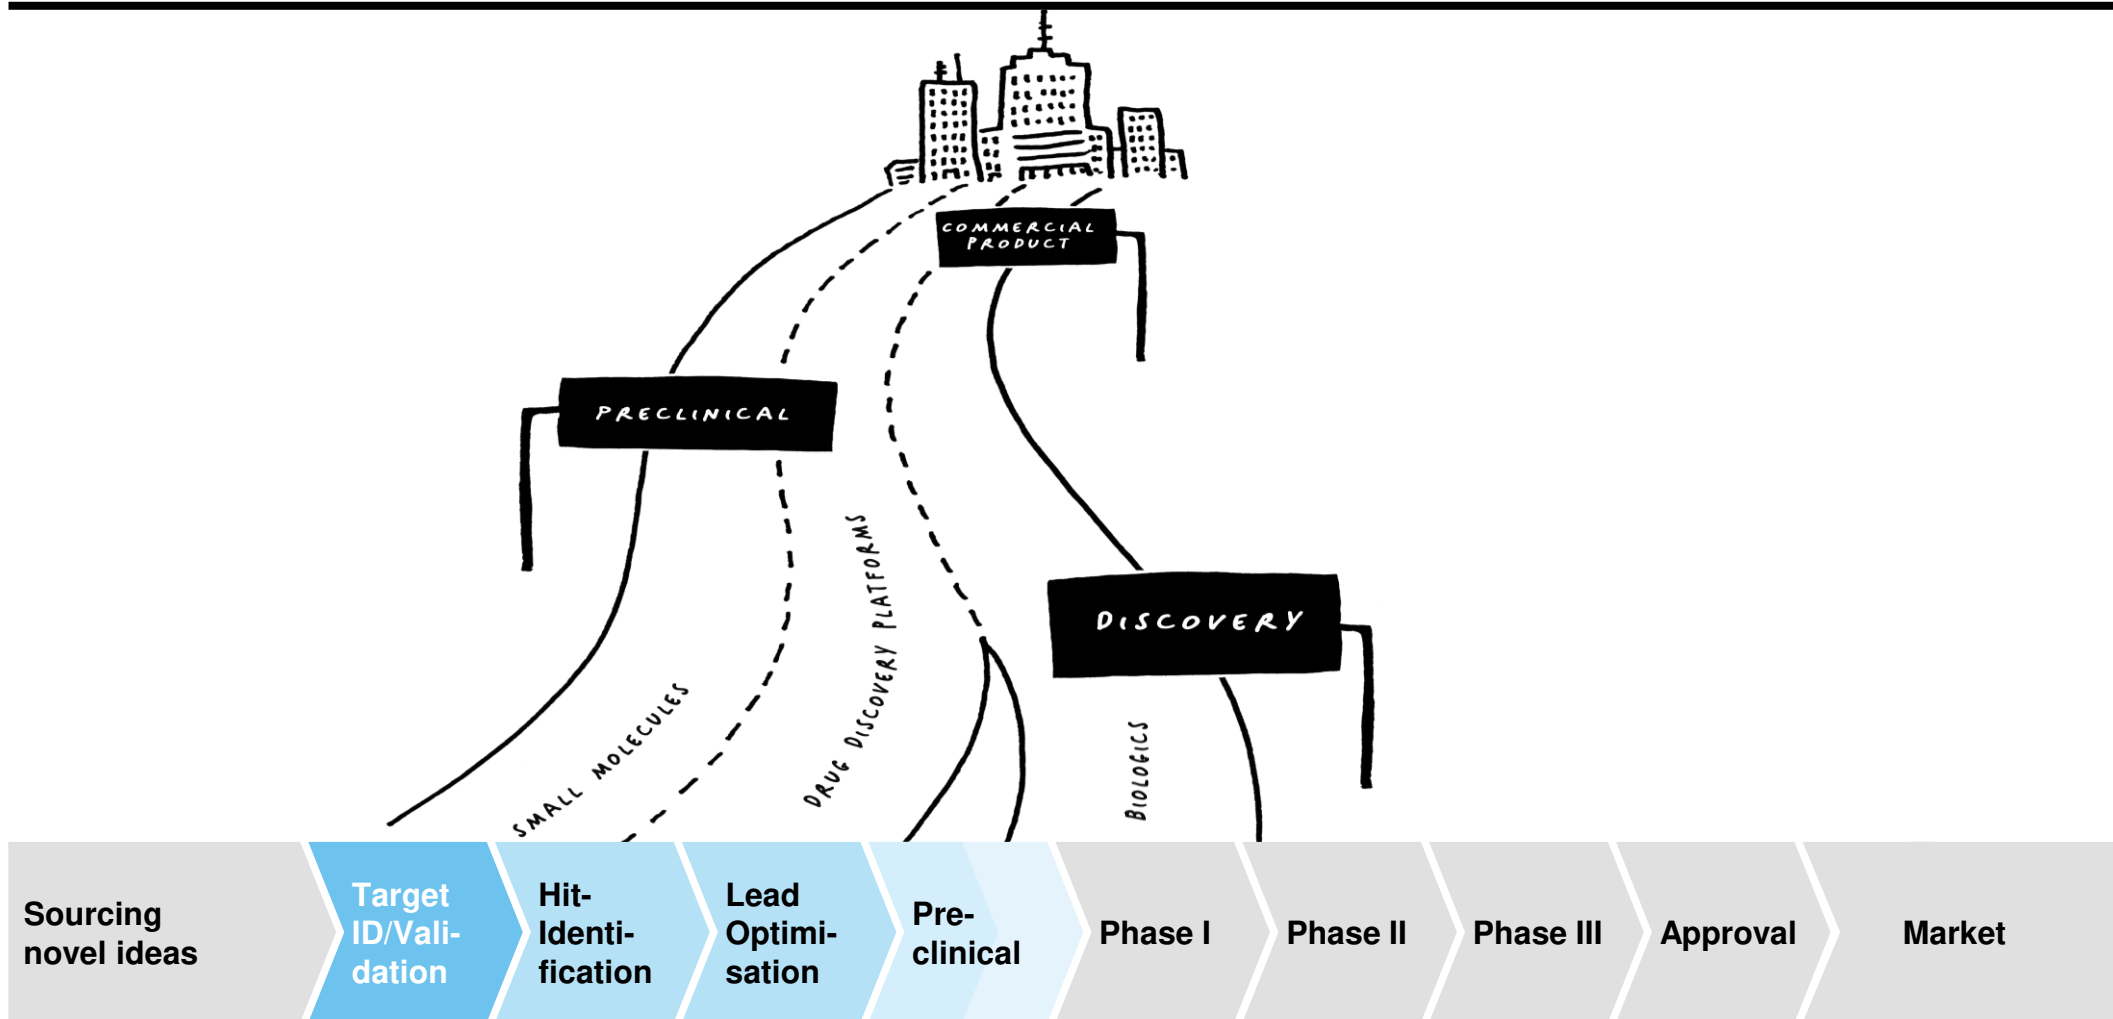 COMMERCIAL
PRODUCT
PRECLINICAL
DISCOVERY
SMALL MOLECULES
DRUG DISCOVERY PLATFORMS
BIOLOGICS
Sourcing
novel ideas
Target
ID/Vali-
dation
Hit-
Identi-
fication
Lead
Optimi-
sation
Pre-
clinical
Phase I
Phase II
Phase III
Approval
Market